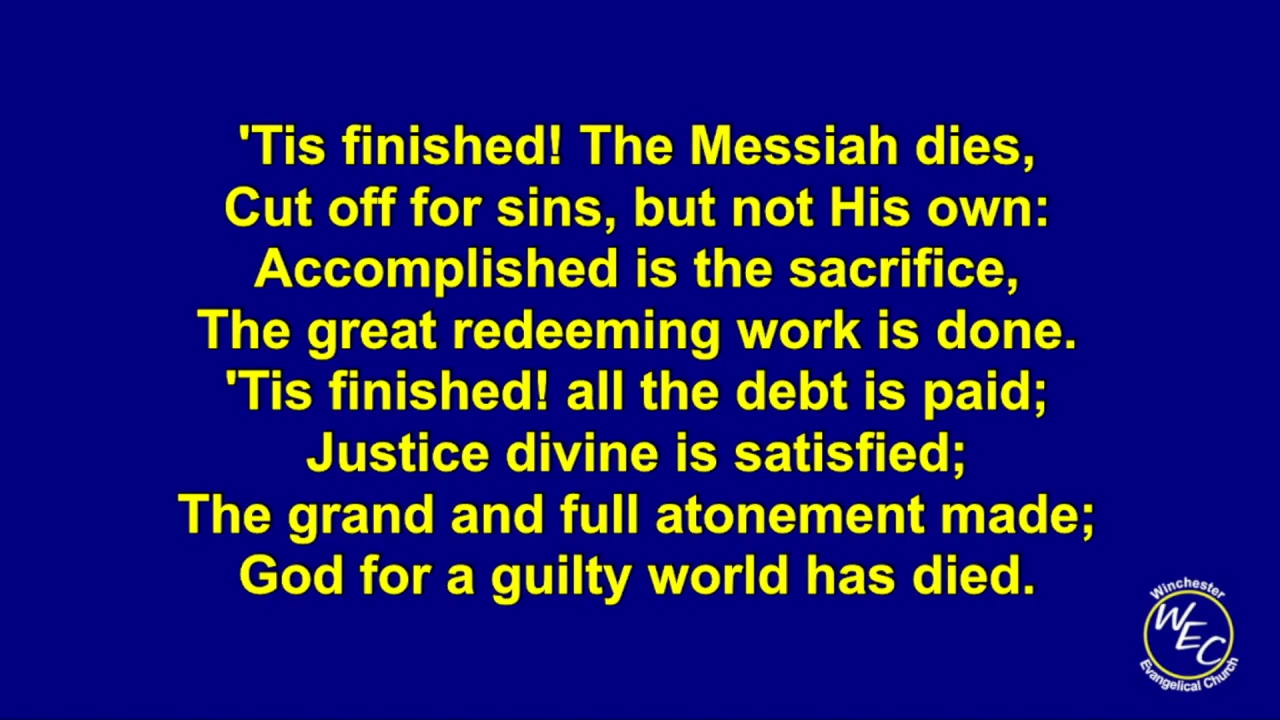 'Tis finished! The Messiah dies,
Cut off for sins, but not His own:
Accomplished is the sacrifice,
The great redeeming work is done.
'Tis finished! all the debt is paid;
Justice divine is satisfied;
The grand and full atonement made;
God for a guilty world has died.
Winchester
WEC
Evangelical Church